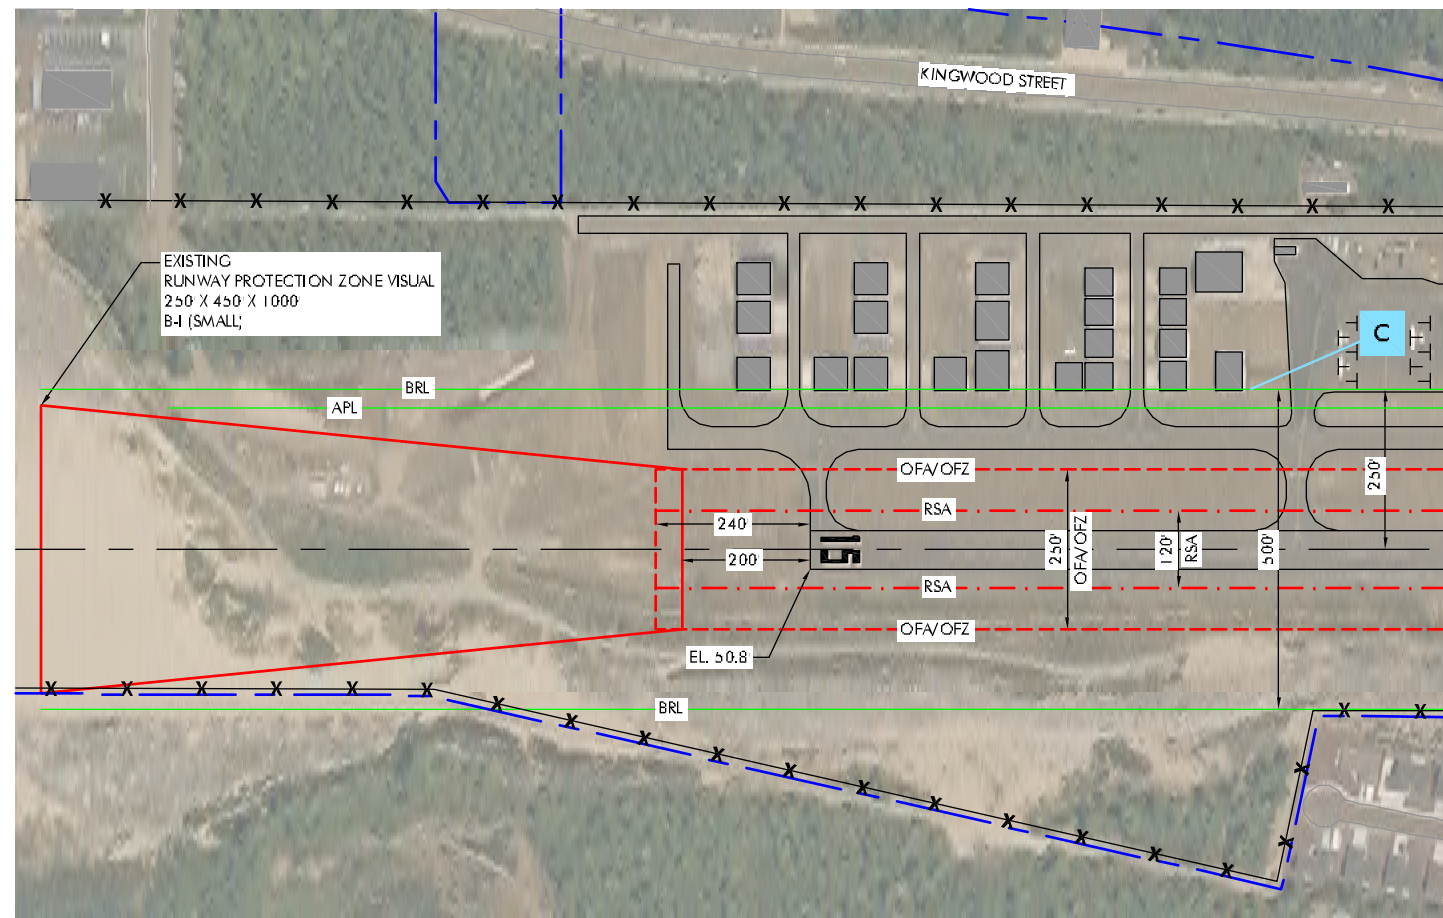 KINGWOOD STREET
EXISTING
RUNWAY PROTECTION ZONE VISUAL
250' X 450' X 1000'
B-I (SMALL)
C
BRL
APL
OFA/OFZ
250'
RSA
240'
200'
15
250'
OFA/OFZ
120'
RSA
500'
RSA
OFA/OFZ
EL. 50.8'
BRL